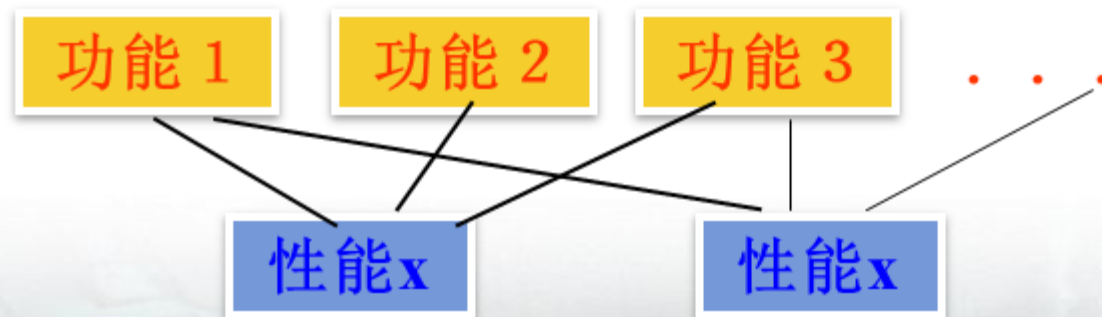 功能 1 功能 2 功能 3 . . .
性能x 性能x